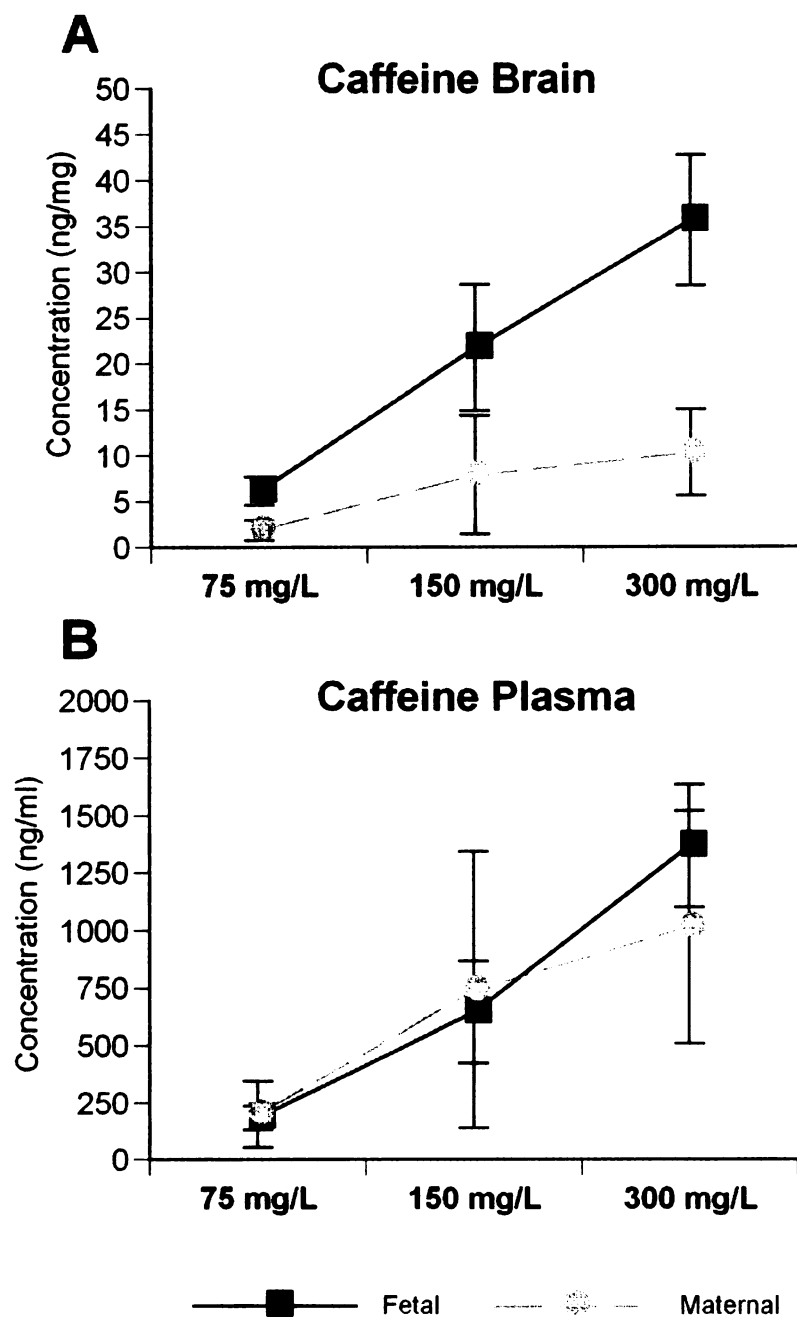 A
Caffeine Brain
Concentration (ng/mg)
50
45
40
35
30
25
20
15
10
5
0
75 mg/L 150 mg/L 300 mg/L
B
Caffeine Plasma
Concentration (ng/ml)
2000
1750
1500
1250
1000
750
500
250
0
75 mg/L 150 mg/L 300 mg/L
Fetal Maternal